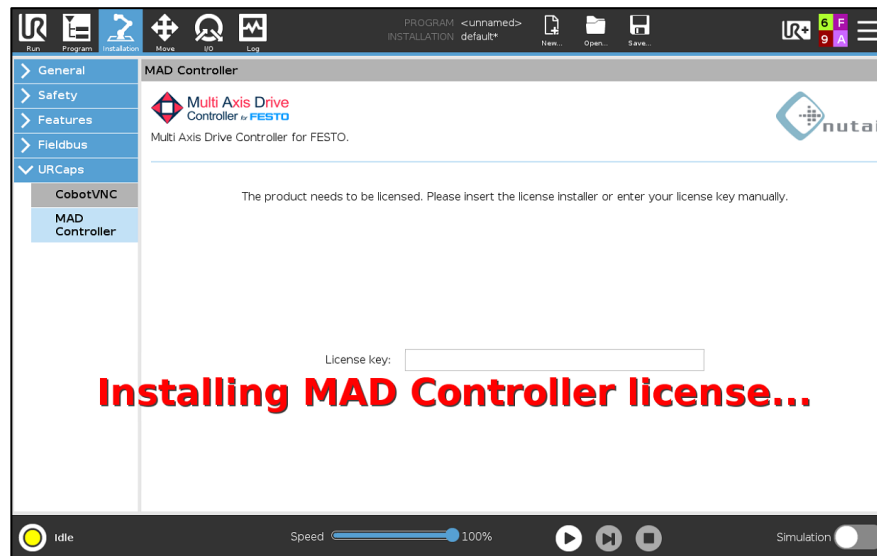 PROGRAM <unnamed>
INSTALLATION default*
Run
Program
Installation
Move
I/O
Log
New...
Open...
Save...
UR+
6 F
9 A
General
Safety
Features
Fieldbus
URCaps
CobotVNC
MAD
Controller
MAD Controller
Multi Axis Drive
Controller for FESTO
Multi Axis Drive Controller for FESTO.
nutai
The product needs to be licensed. Please insert the license installer or enter your license key manually.
License key:
Installing MAD Controller license...
Idle
Speed
100%
Simulation